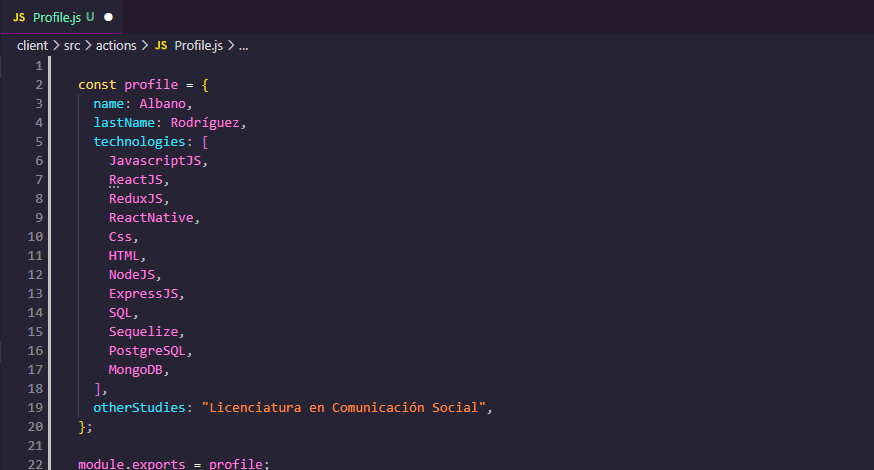 JS Profile.js U
client > src > actions > JS Profile.js > ...
1
2 const profile = {
3 name: Albano,
4 lastName: Rodríguez,
5 technologies: [
6 JavascriptJS,
7 ReactJS,
8 ReduxJS,
9 ReactNative,
10 Css,
11 HTML,
12 NodeJS,
13 ExpressJS,
14 SQL,
15 Sequelize,
16 PostgreSQL,
17 MongoDB,
18 ],
19 otherStudies: "Licenciatura en Comunicación Social",
20 };
21
22 module.exports = profile;